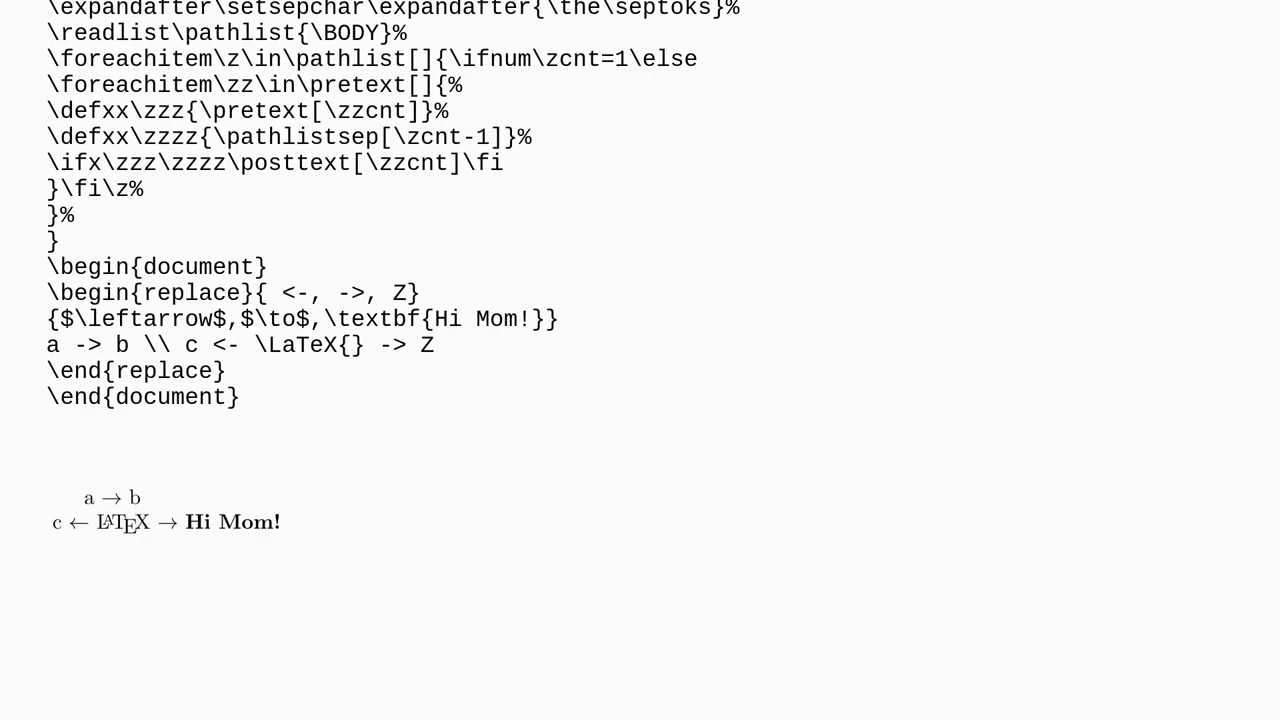 \expandafter\setsepchar\expandafter{\the\septoks}%
\readlist\pathlist{\BODY}%
\foreachitem\z\in\pathlist[]{\ifnum\zcnt=1\else
\foreachitem\zz\in\pretext[]{%
\defxx\zzz{\pretext[\zzcnt]}%
\defxx\zzzz{\pathlistsep[\zcnt-1]}%
\ifx\zzz\zzzz\posttext[\zzcnt]\fi
}\fi\z%
}%
}
\begin{document}
\begin{replace}{ <-, ->, Z}
{$\leftarrow$,$\to$,\textbf{Hi Mom!}}
a -> b \\ c <- \LaTeX{} -> Z
\end{replace}
\end{document}
a → b
c ← LATEX → Hi Mom!